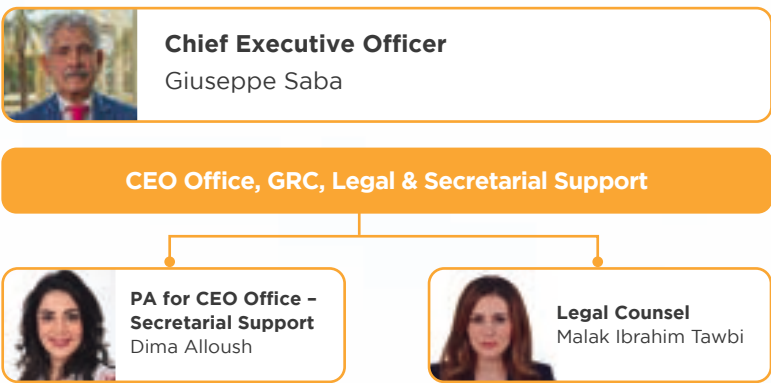 Chief Executive Officer
Giuseppe Saba
CEO Office, GRC, Legal & Secretarial Support
PA for CEO Office –
Secretarial Support
Dima Alloush
Legal Counsel
Malak Ibrahim Tawbi